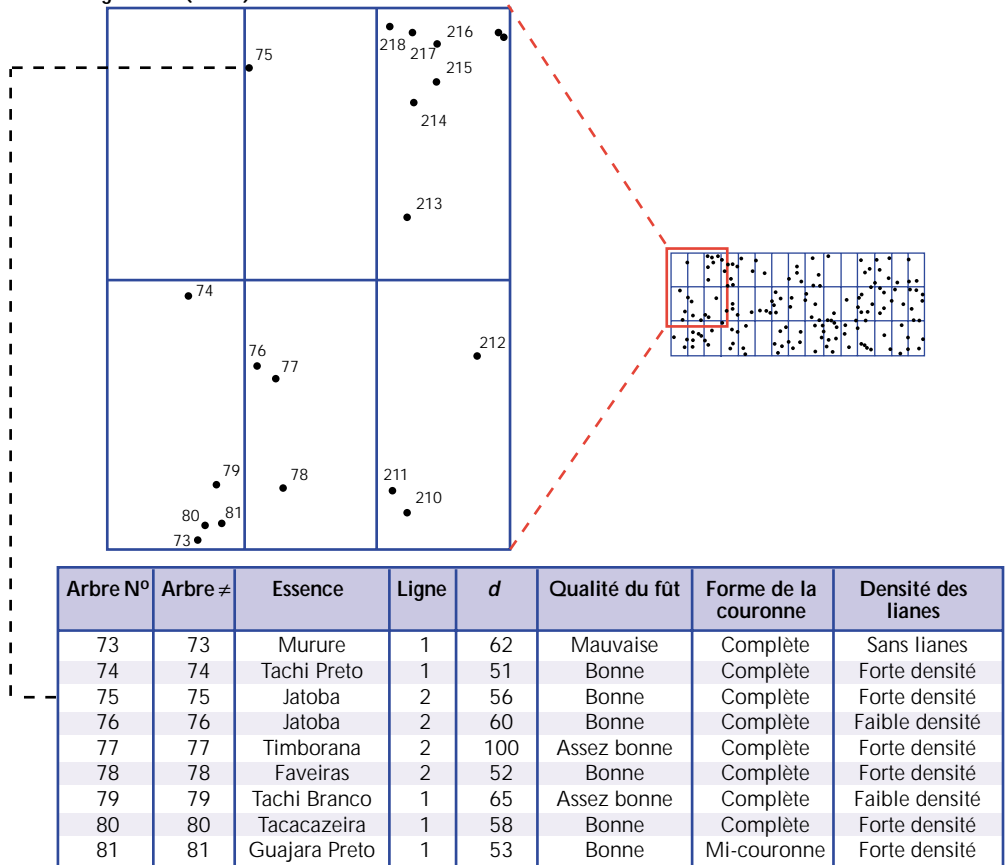 75
218
217
216
215
214
213
74
76
77
212
79
78
211
210
80
81
73
Arbre Nº Arbre ≠ Essence Ligne d Qualité du fût Forme de la couronne Densité des lianes
73 73 Murure 1 62 Mauvaise Complète Sans lianes
74 74 Tachi Preto 1 51 Bonne Complète Forte densité
75 75 Jatoba 2 56 Bonne Complète Forte densité
76 76 Jatoba 2 60 Bonne Complète Faible densité
77 77 Timborana 2 100 Assez bonne Complète Forte densité
78 78 Faveiras 2 52 Bonne Complète Forte densité
79 79 Tachi Branco 1 65 Assez bonne Complète Faible densité
80 80 Tacacazeira 1 58 Bonne Complète Forte densité
81 81 Guajara Preto 1 53 Bonne Mi-couronne Forte densité